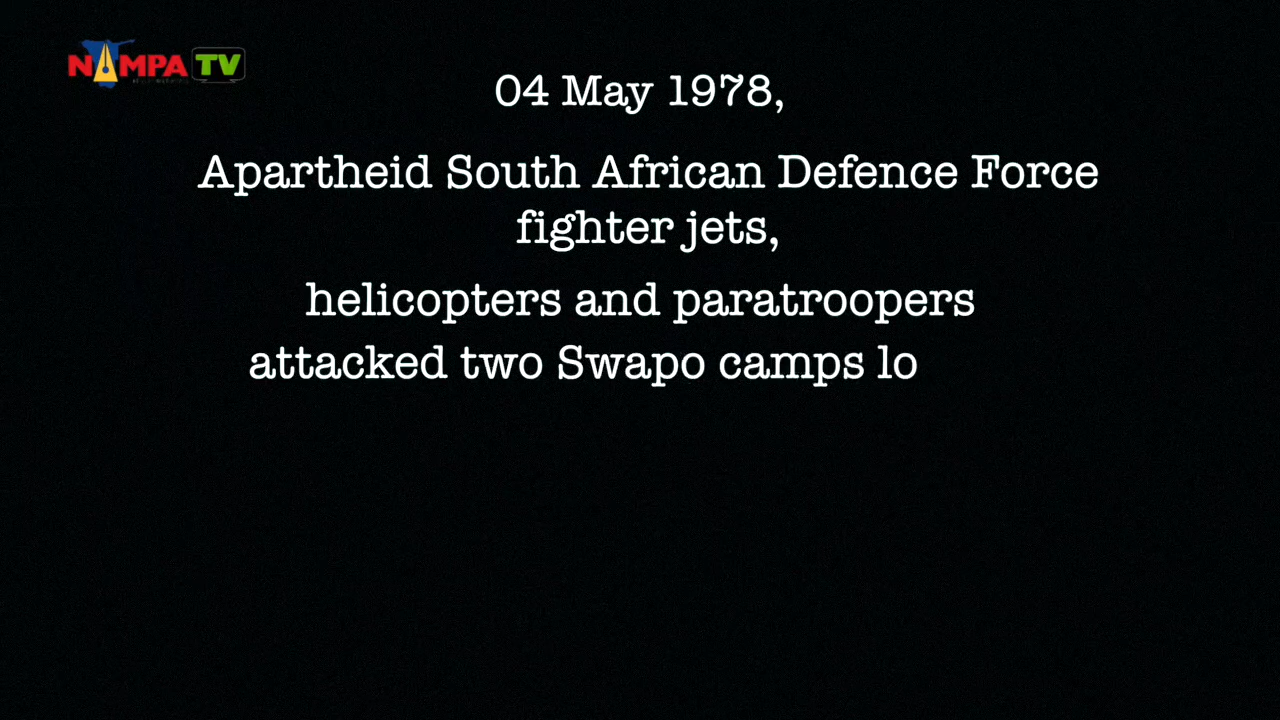 NAMPA TV
04 May 1978,
Apartheid South African Defence Force
fighter jets,
helicopters and paratroopers
attacked two Swapo camps lo